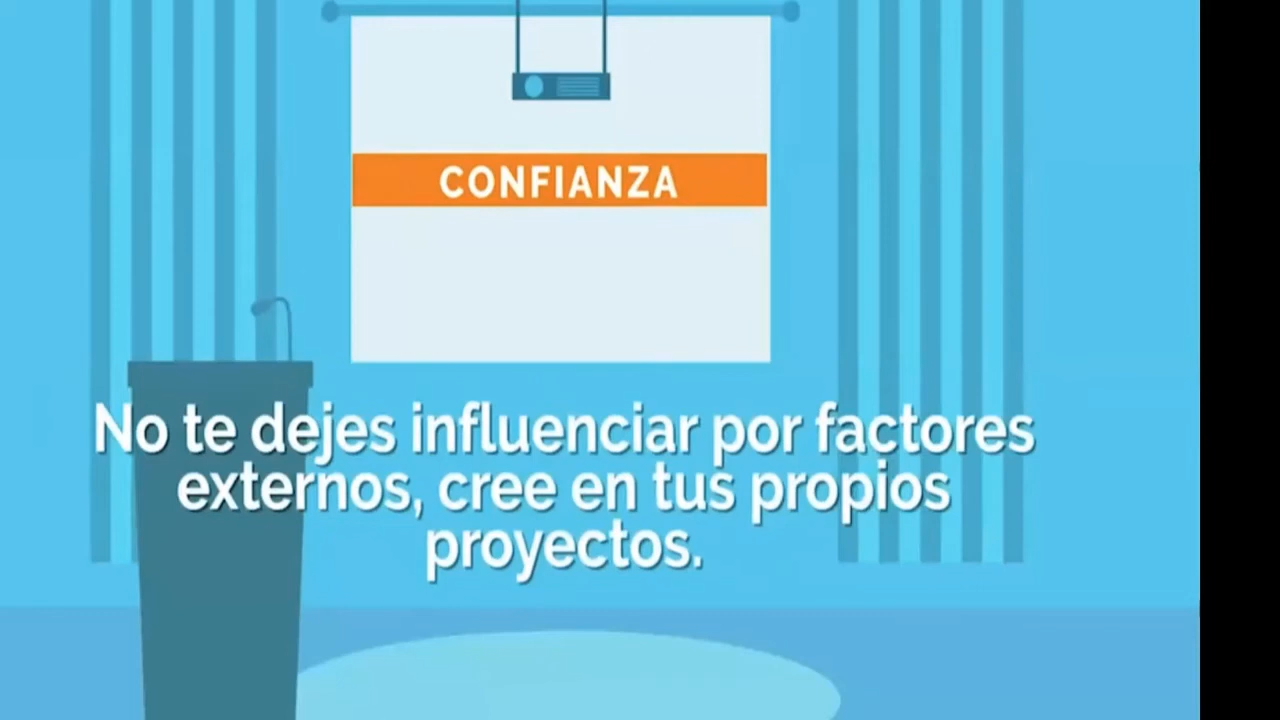 CONFIANZA
No te dejes influenciar por factores
externos, cree en tus propios
proyectos.